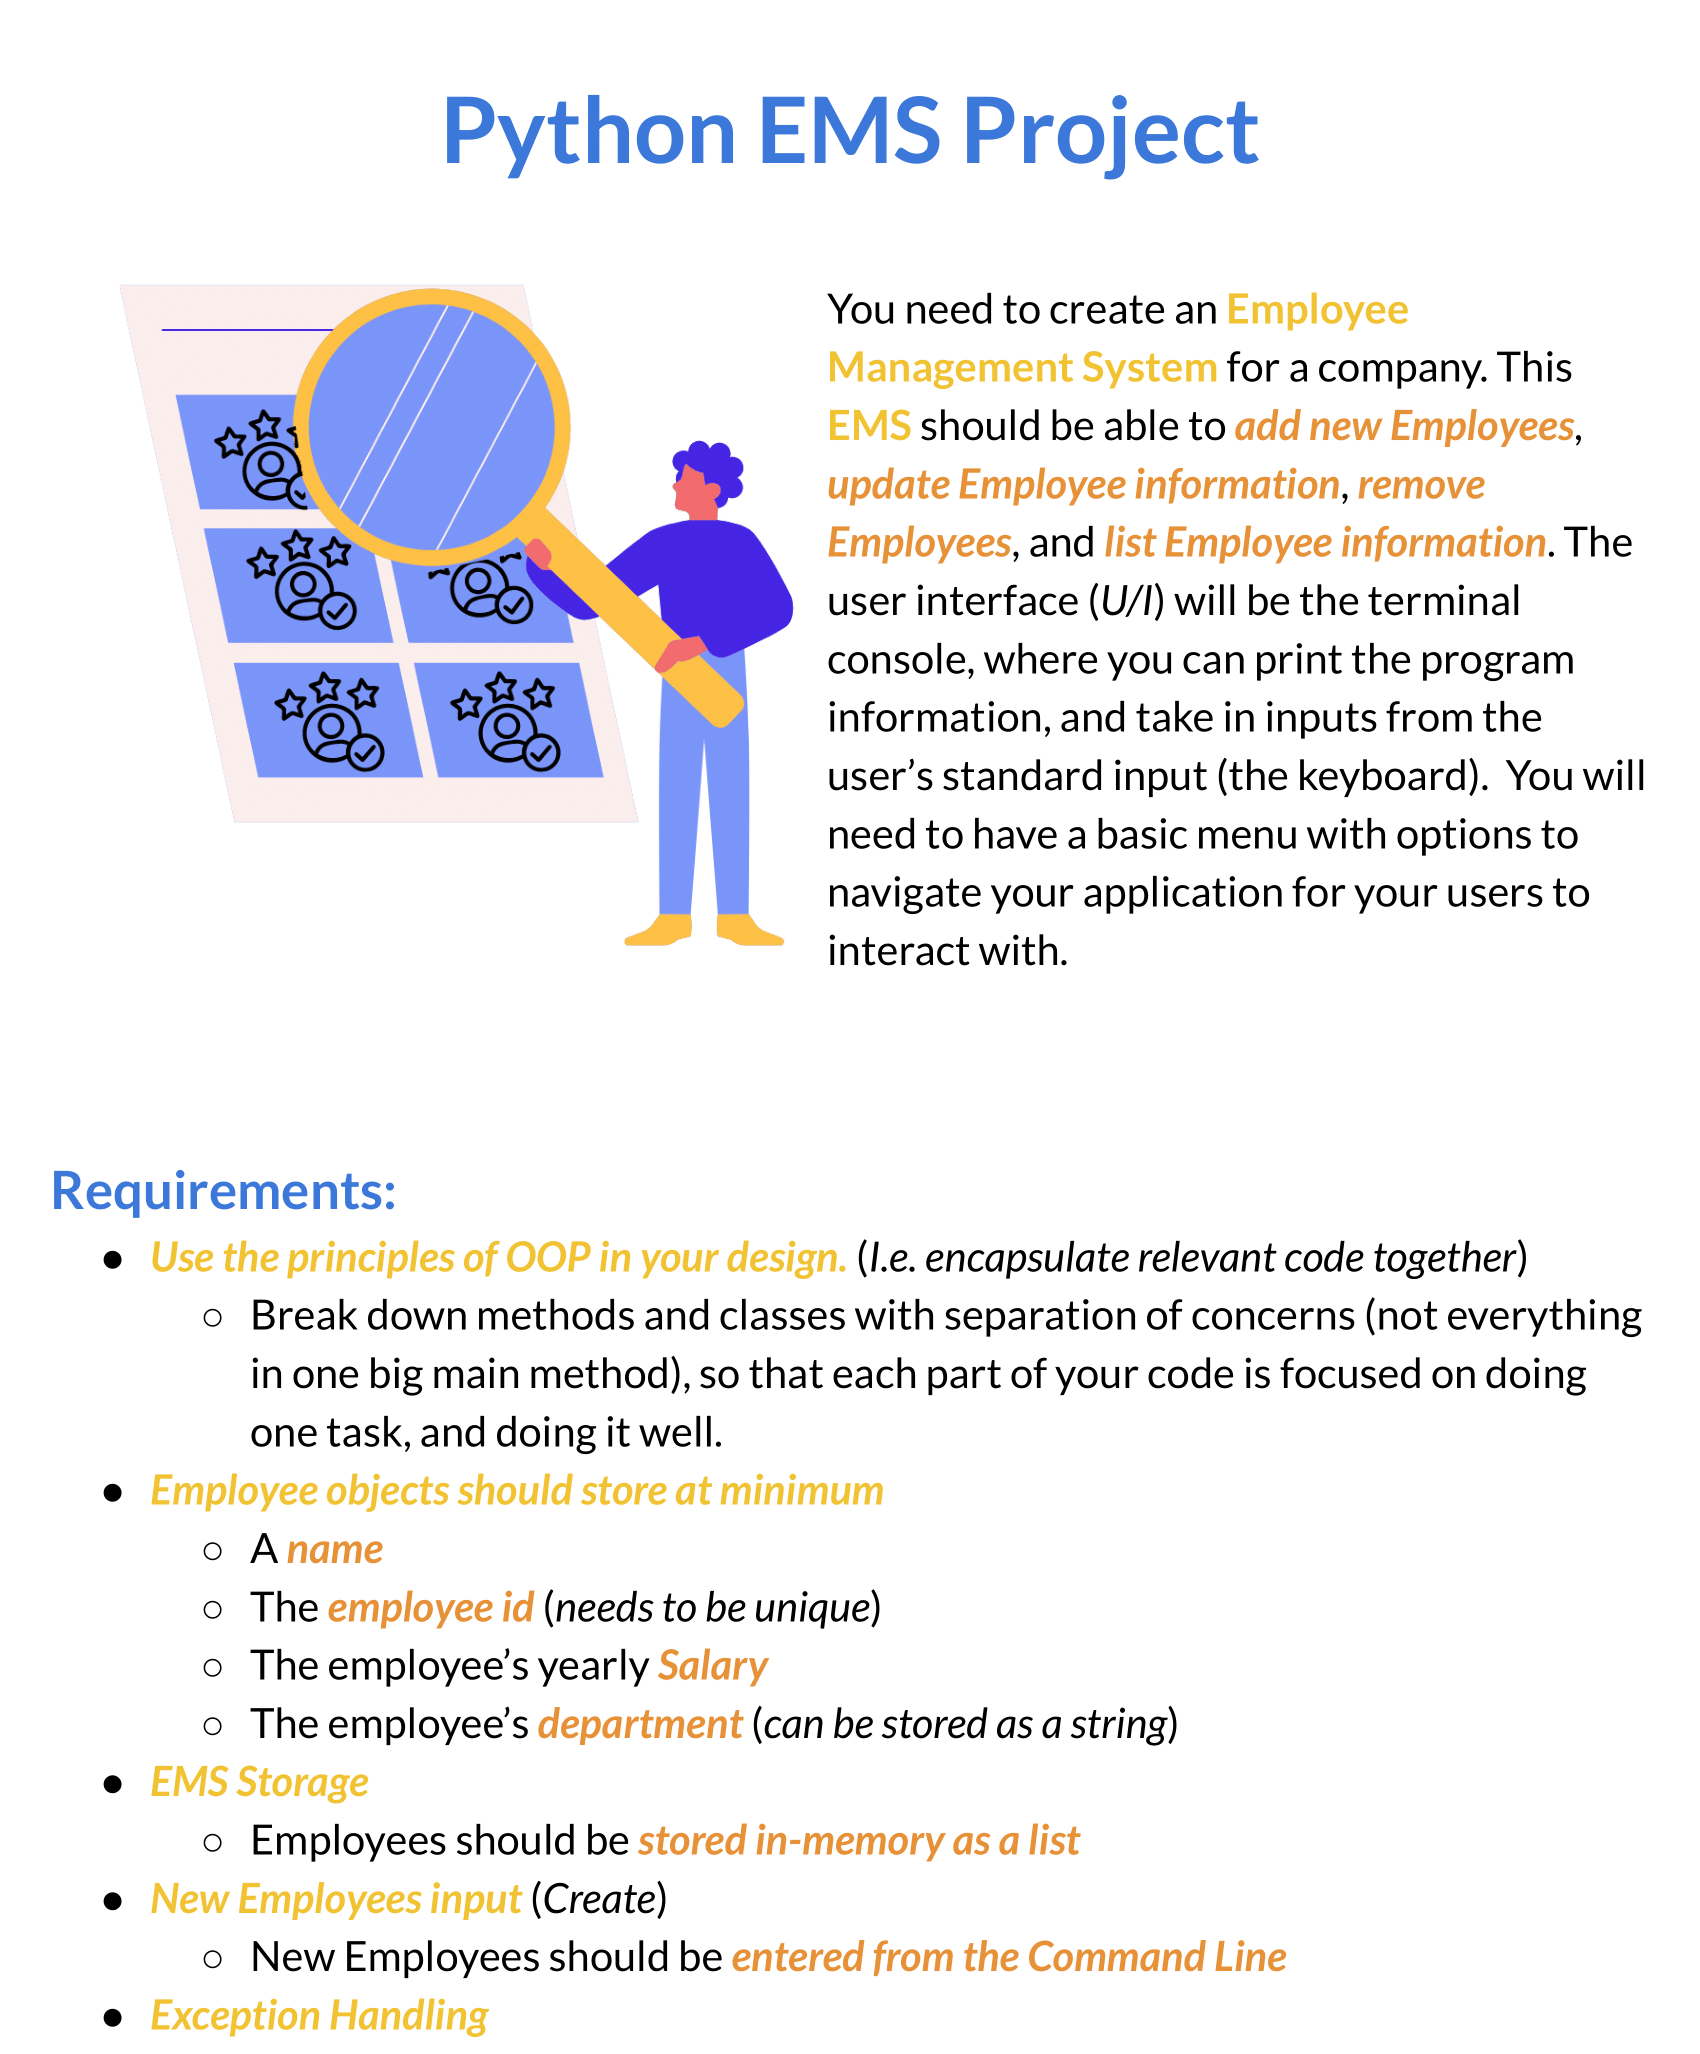 Python EMS Project
You need to create an Employee
Management System for a company. This
EMS should be able to add new Employees,
update Employee information, remove
Employees, and list Employee information. The
user interface (U/I) will be the terminal
console, where you can print the program
information, and take in inputs from the
user’s standard input (the keyboard).  You will
need to have a basic menu with options to
navigate your application for your users to
interact with.
Requirements:
● Use the principles of OOP in your design. (I.e. encapsulate relevant code together)
○ Break down methods and classes with separation of concerns (not everything
in one big main method), so that each part of your code is focused on doing
one task, and doing it well.
● Employee objects should store at minimum
○ A name
○ The employee id (needs to be unique)
○ The employee’s yearly Salary
○ The employee’s department (can be stored as a string)
● EMS Storage
○ Employees should be stored in-memory as a list
● New Employees input (Create)
○ New Employees should be entered from the Command Line
● Exception Handling